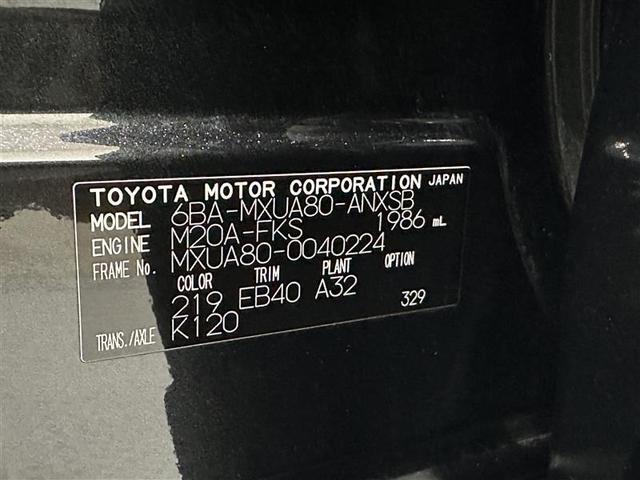 TOYOTA MOTOR CORPORATION JAPAN
MODEL 6BA-MXUA80-ANXSB
ENGINE M20A-FKS 1986 mL
FRAME No. MXUA80-0040224
COLOR TRIM PLANT OPTION
219 EB40 A32 329
TRANS./AXLE K120